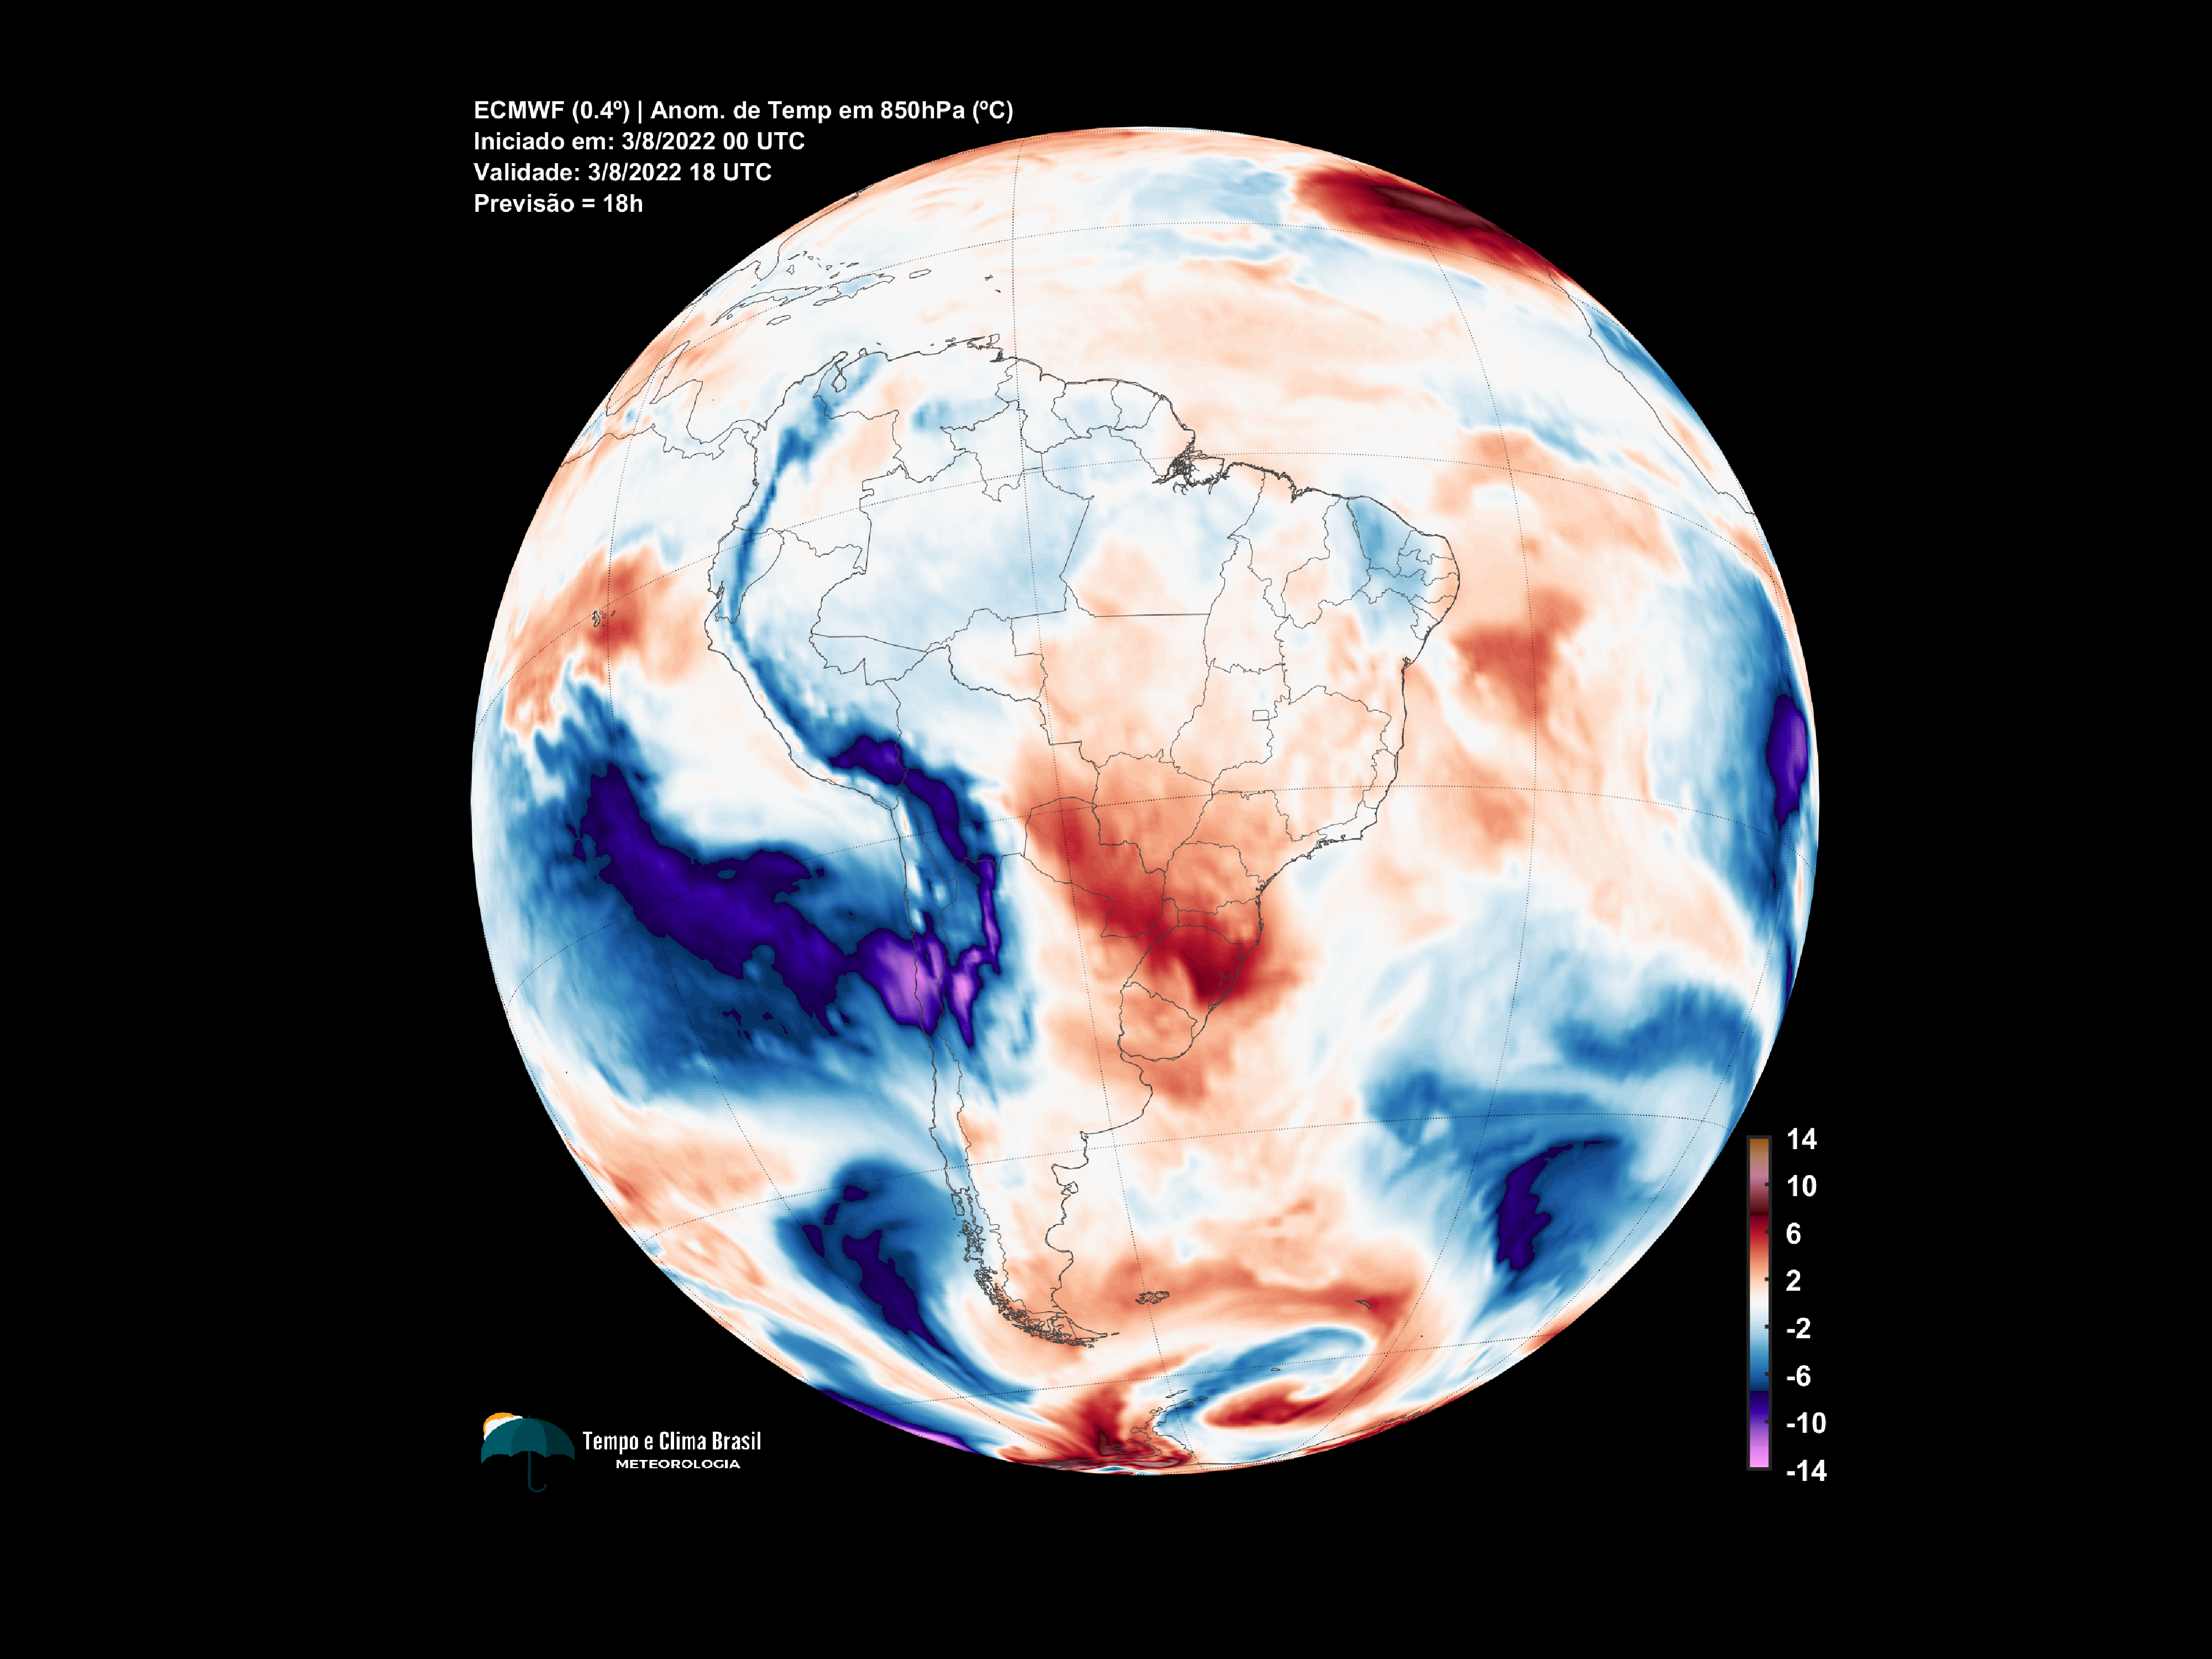 ECMWF (0.4º) | Anom. de Temp em 850hPa (ºC)
Iniciado em: 3/8/2022 00 UTC
Validade: 3/8/2022 18 UTC
Previsão = 18h
14
10
6
2
-2
-6
-10
-14
Tempo e Clima Brasil
METEOROLOGIA